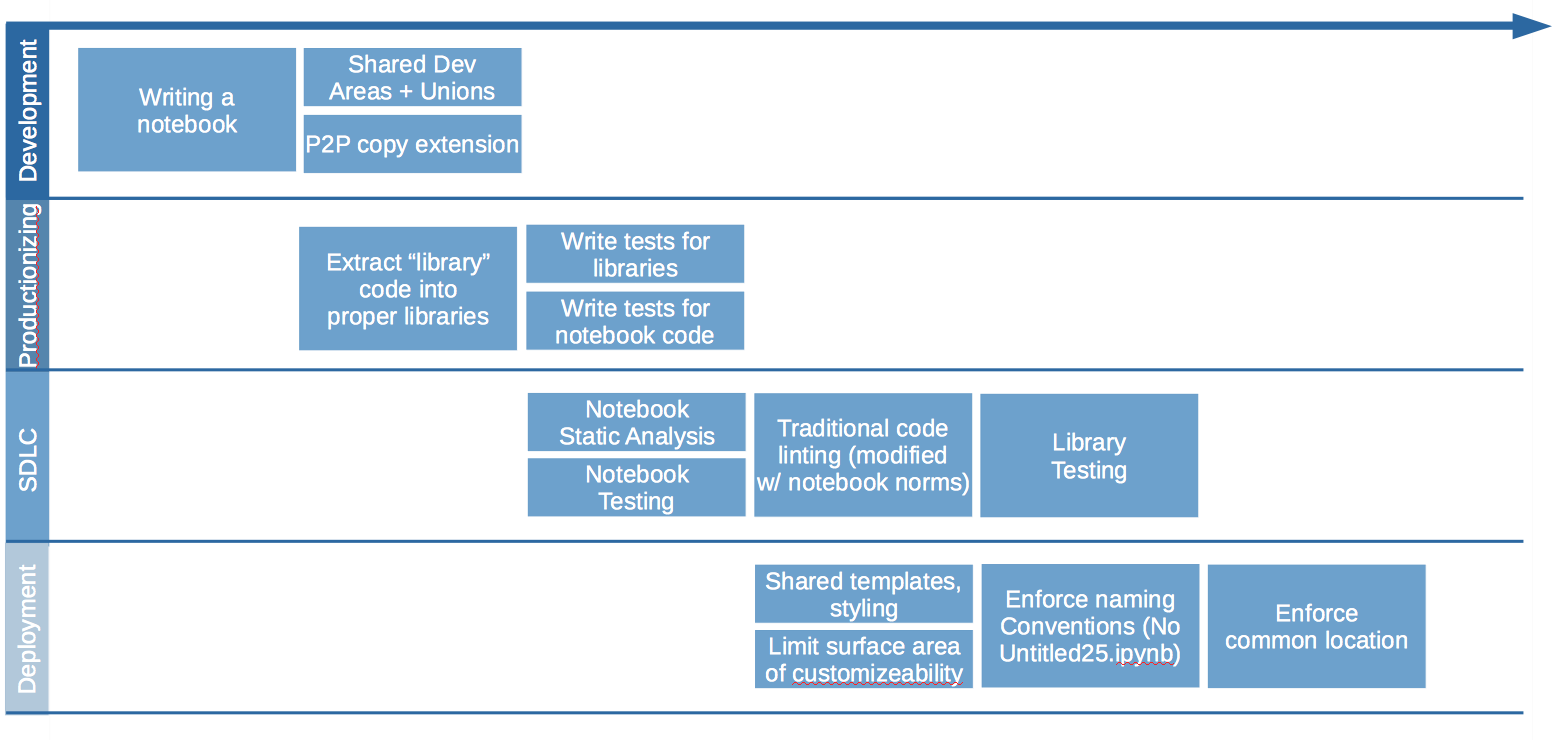 Development
Writing a
notebook
Shared Dev
Areas + Unions
P2P copy extension
Productionizing
Extract “library”
code into
proper libraries
Write tests for
libraries
Write tests for
notebook code
SDLC
Notebook
Static Analysis
Notebook
Testing
Traditional code
linting (modified
w/ notebook norms)
Library
Testing
Deployment
Shared templates,
styling
Limit surface area
of customizeability
Enforce naming
Conventions (No
Untitled25.ipynb)
Enforce
common location